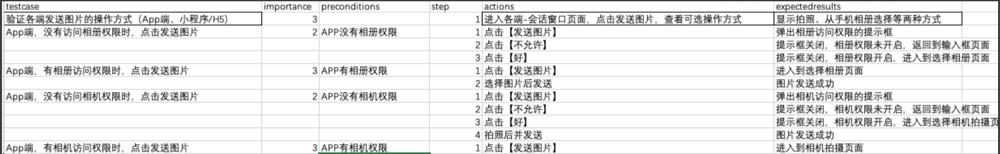 testcase importance preconditions step actions expectedresults
验证各端发送图片的操作方式（App端、小程序/H5） 3 1 进入各端-会话窗口页面，点击发送图片，查看可选操作方式 显示拍照、从手机相册选择等两种方式
App端，没有访问相册权限时，点击发送图片 2 APP没有相册权限 1 点击【发送图片】 弹出相册访问权限的提示框
2 点击【不允许】 提示框关闭，相册权限未开启，返回到输入框页面
3 点击【好】 提示框关闭，相册权限开启，进入到选择相册页面
App端，有相册访问权限时，点击发送图片 3 APP有相册权限 1 点击【发送图片】 进入到选择相册页面
2 选择图片后发送 图片发送成功
App端，没有访问相机权限时，点击发送图片 2 APP没有相机权限 1 点击【发送图片】 弹出相机访问权限的提示框
2 点击【不允许】 提示框关闭，相机权限未开启，返回到输入框页面
3 点击【好】 提示框关闭，相机权限开启，进入到选择相机拍摄页
4 拍照后并发送 图片发送成功
App端，有相机访问权限时，点击发送图片 3 APP有相机权限 1 点击【发送图片】 进入到相机拍摄页面